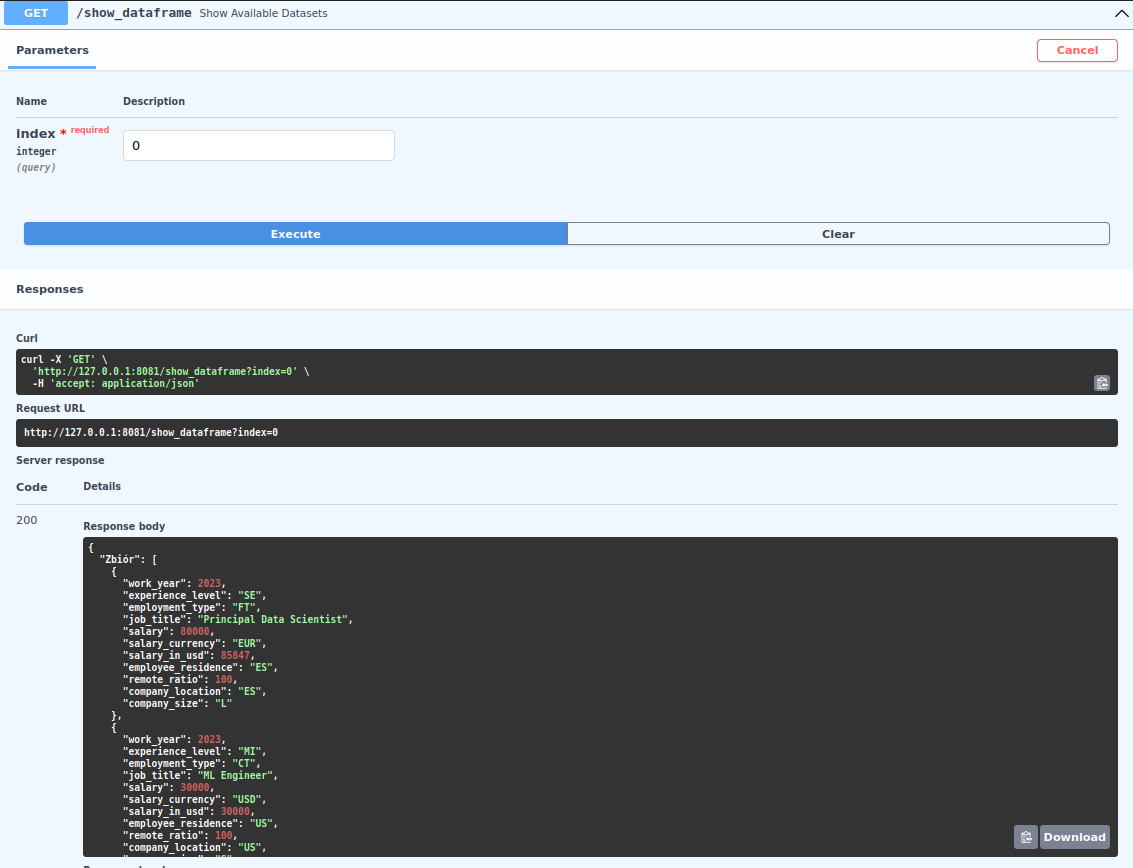 GET /show_dataframe Show Available Datasets
Parameters
Cancel
Name Description
index * required
integer
(query)
0
Execute
Clear
Responses
Curl
curl -X 'GET' \
  'http://127.0.0.1:8081/show_dataframe?index=0' \
  -H 'accept: application/json'
Request URL
http://127.0.0.1:8081/show_dataframe?index=0
Server response
Code Details
200
Response body
{
  "Zbiór": [
    {
      "work_year": 2023,
      "experience_level": "SE",
      "employment_type": "FT",
      "job_title": "Principal Data Scientist",
      "salary": 80000,
      "salary_currency": "EUR",
      "salary_in_usd": 85847,
      "employee_residence": "ES",
      "remote_ratio": 100,
      "company_location": "ES",
      "company_size": "L"
    },
    {
      "work_year": 2023,
      "experience_level": "MI",
      "employment_type": "CT",
      "job_title": "ML Engineer",
      "salary": 30000,
      "salary_currency": "USD",
      "salary_in_usd": 30000,
      "employee_residence": "US",
      "remote_ratio": 100,
      "company_location": "US",
Download